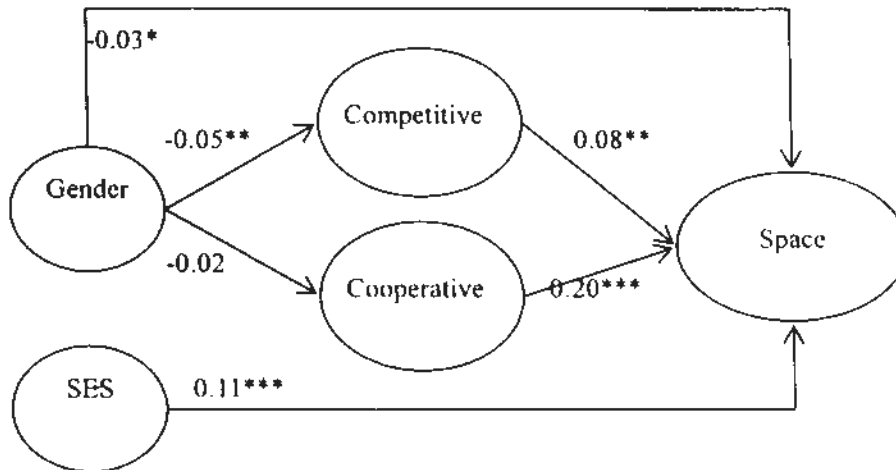 -0.03*
Competitive
-0.05**
0.08**
Gender
Space
-0.02
Cooperative
0.20***
SES
0.11***